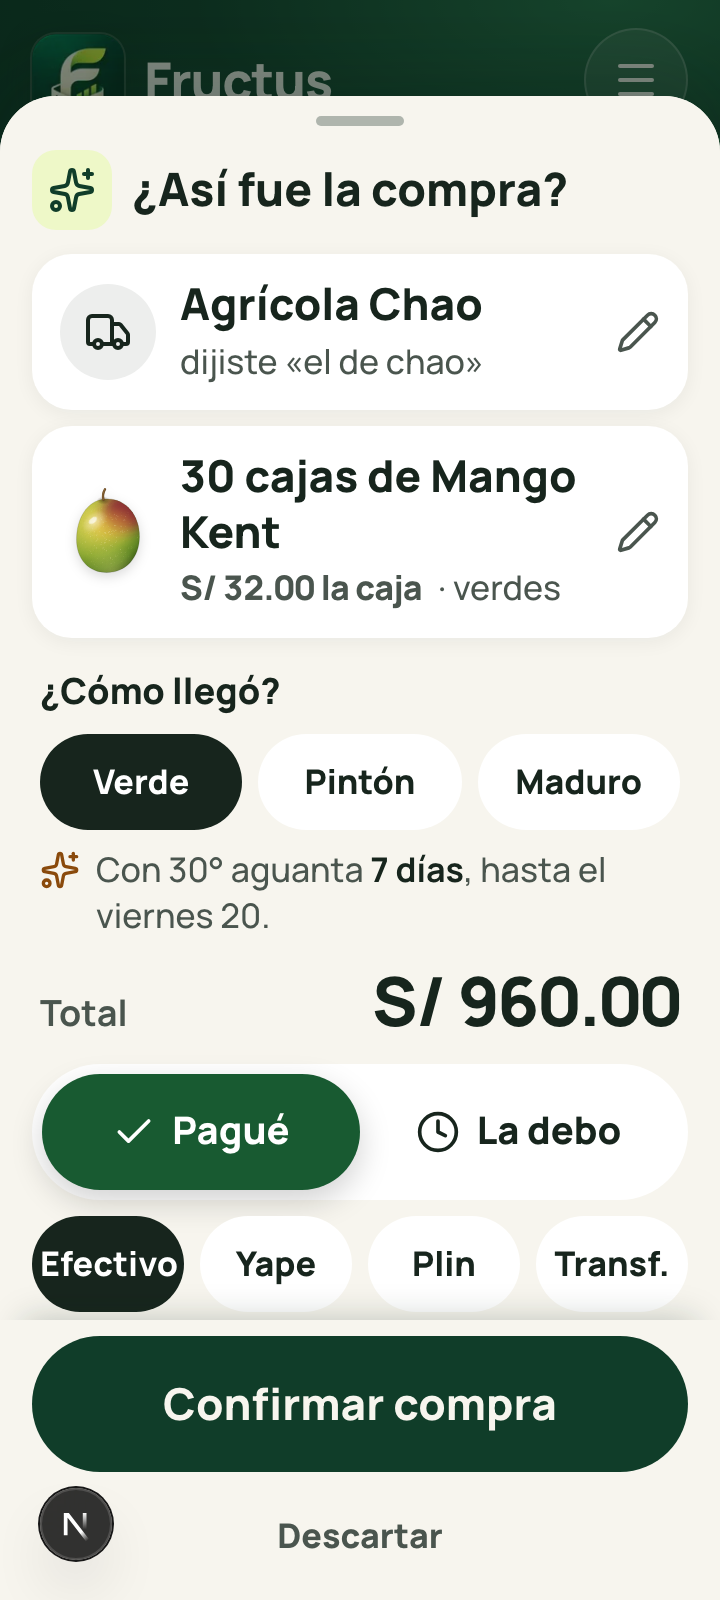 Fructus
¿Así fue la compra?
Agrícola Chao
dijiste «el de chao»
30 cajas de Mango
Kent
S/ 32.00 la caja · verdes
¿Cómo llegó?
Verde
Pintón
Maduro
Con 30° aguanta 7 días, hasta el
viernes 20.
Total
S/ 960.00
Pagué
La debo
Efectivo
Yape
Plin
Transf.
Confirmar compra
N
Descartar